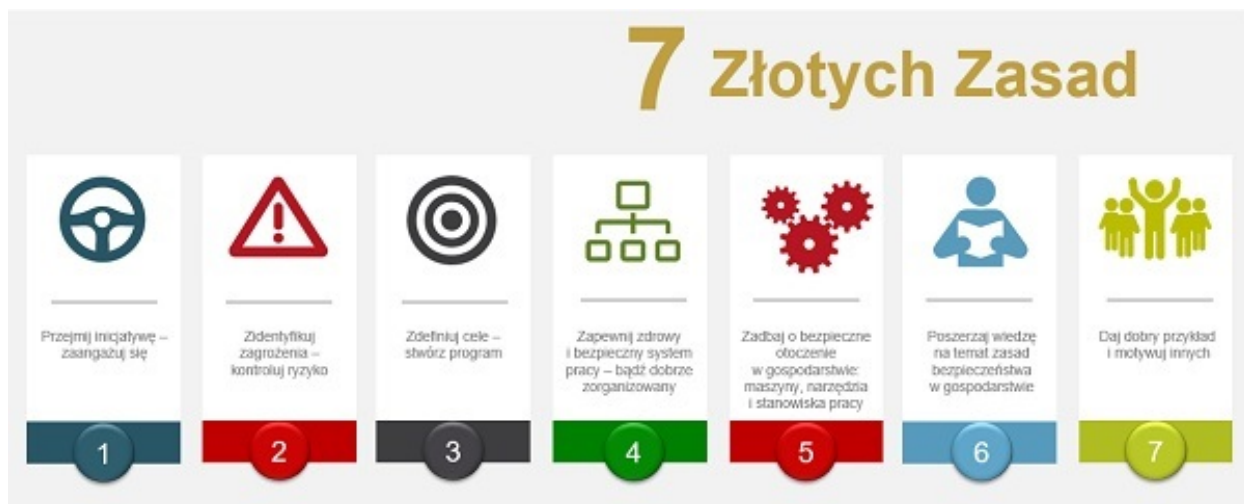 7 Złotych Zasad
Przejmij inicjatywę –
zaangażuj się
1
Zidentyfikuj
zagrożenia –
kontroluj ryzyko
2
Zdefiniuj cele –
stwórz program
3
Zapewnij zdrowy
i bezpieczny system
pracy – bądź dobrze
zorganizowany
4
Zadbaj o bezpieczne
otoczenie
w gospodarstwie:
maszyny, narzędzia
i stanowiska pracy
5
Poszerzaj wiedzę
na temat zasad
bezpieczeństwa
w gospodarstwie
6
Daj dobry przykład
i motywuj innych
7